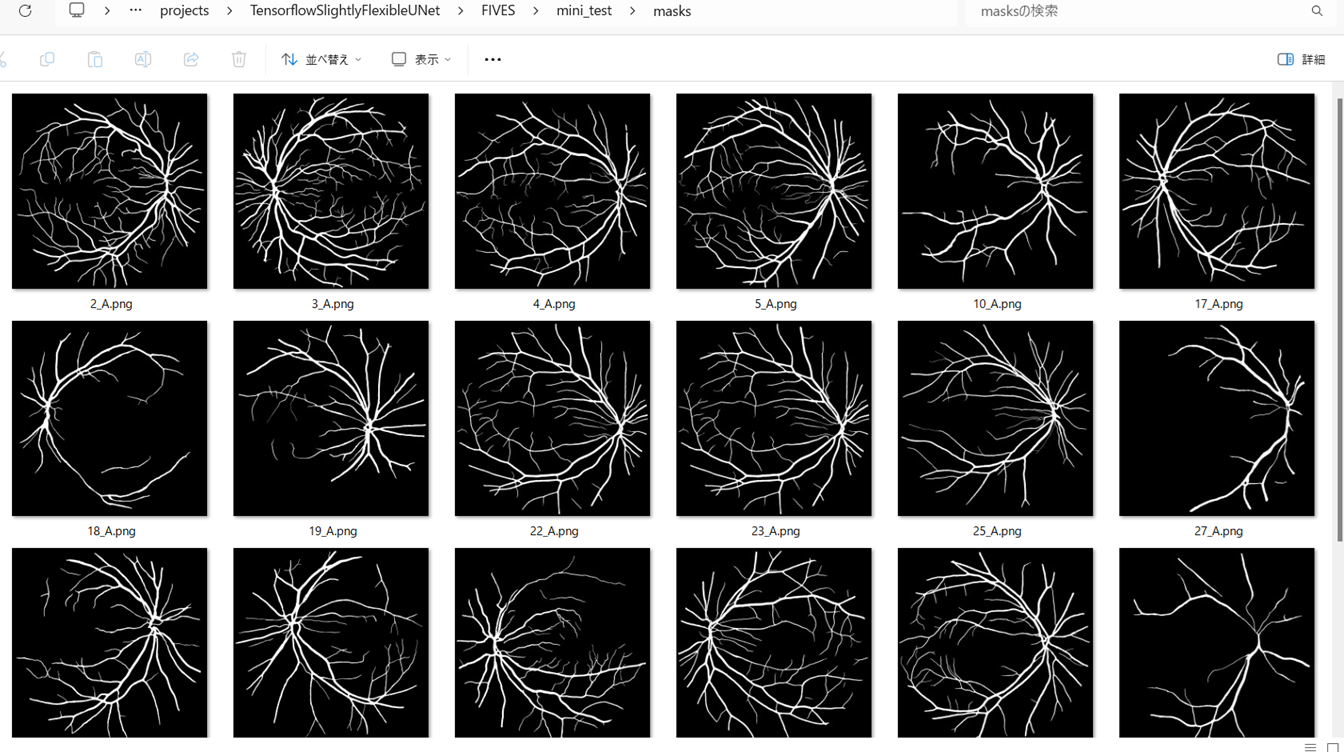 … projects TensorflowSlightlyFlexibleUNet FIVES mini_test masks masksの検索
並べ替え 表示 … 詳細
2_A.png 3_A.png 4_A.png 5_A.png 10_A.png 17_A.png
18_A.png 19_A.png 22_A.png 23_A.png 25_A.png 27_A.png